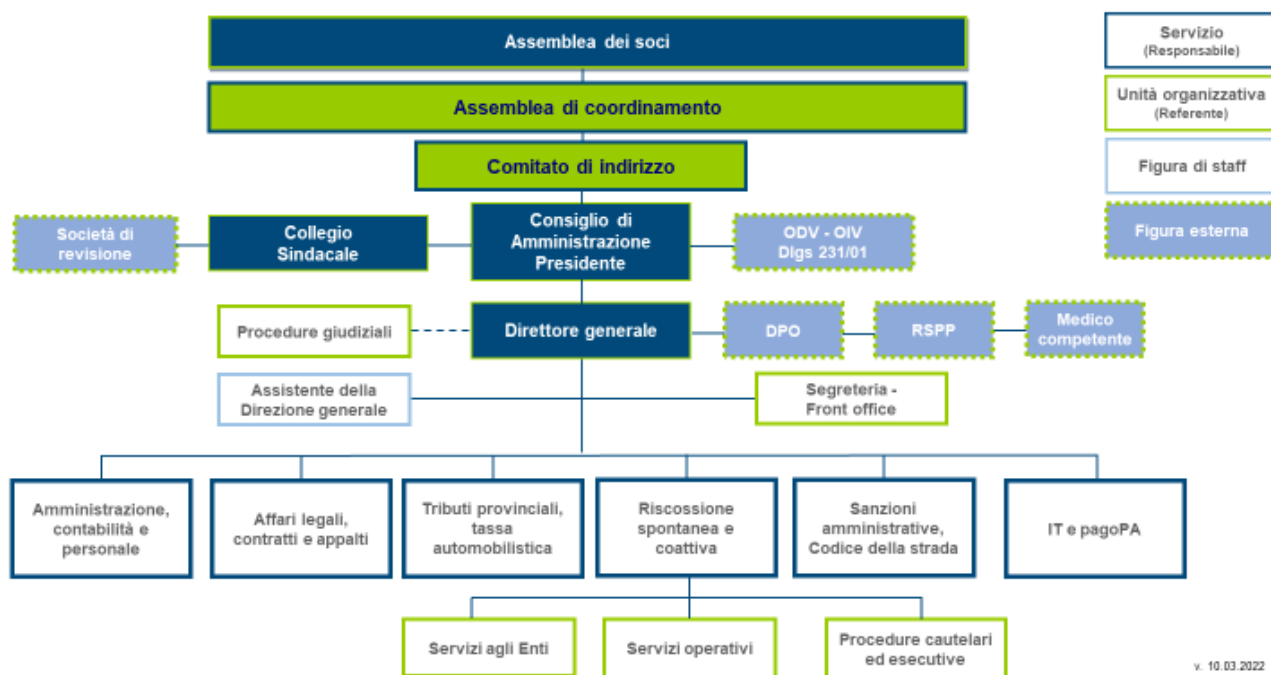 Assemblea dei soci
Servizio
(Responsabile)
Assemblea di coordinamento
Unità organizzativa
(Referente)
Comitato di indirizzo
Figura di staff
Società di
revisione
Collegio
Sindacale
Consiglio di
Amministrazione
Presidente
ODV - OIV
Dlgs 231/01
Figura esterna
Procedure giudiziali
Direttore generale
DPO
RSPP
Medico
competente
Assistente della
Direzione generale
Segreteria -
Front office
Amministrazione,
contabilità e
personale
Affari legali,
contratti e appalti
Tributi provinciali,
tassa
automobilistica
Riscossione
spontanea e
coattiva
Sanzioni
amministrative,
Codice della strada
IT e pagoPA
Servizi agli Enti
Servizi operativi
Procedure cautelari
ed esecutive
v. 10.03.2022